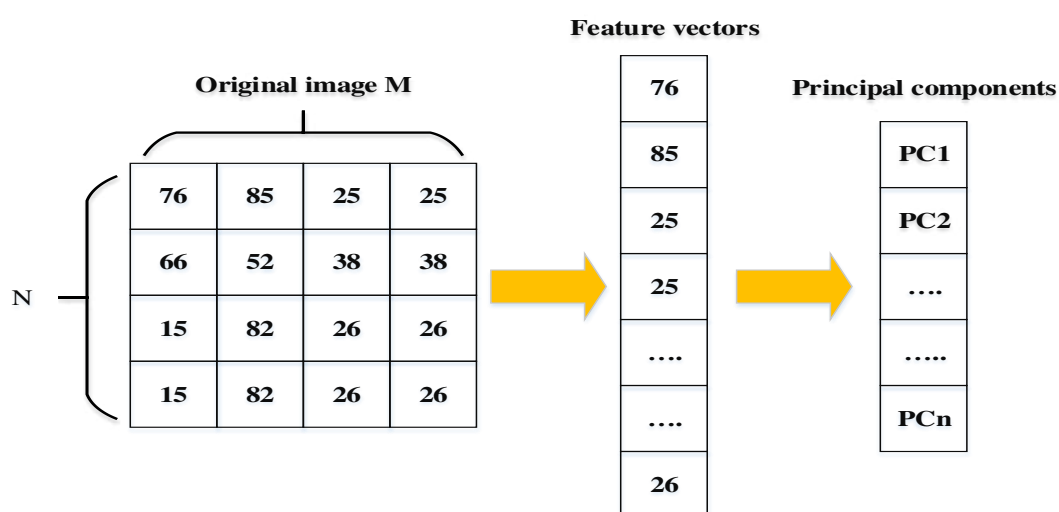 Feature vectors
Original image M
Principal components
N
76 85 25 25
66 52 38 38
15 82 26 26
15 82 26 26
76
85
25
25
....
....
26
PC1
PC2
....
.....
PCn